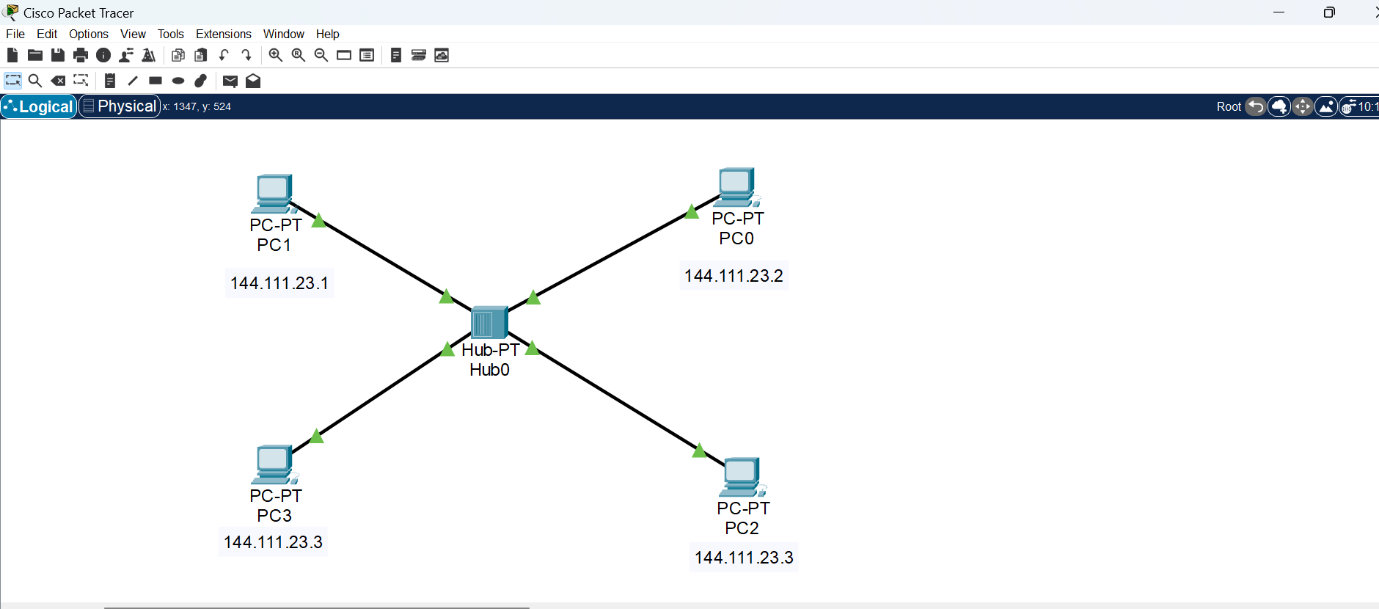 Cisco Packet Tracer
File Edit Options View Tools Extensions Window Help
Logical Physical x: 1347, y: 524 Root 10:1
PC-PT
PC1
144.111.23.1
PC-PT
PC0
144.111.23.2
Hub-PT
Hub0
PC-PT
PC3
144.111.23.3
PC-PT
PC2
144.111.23.3